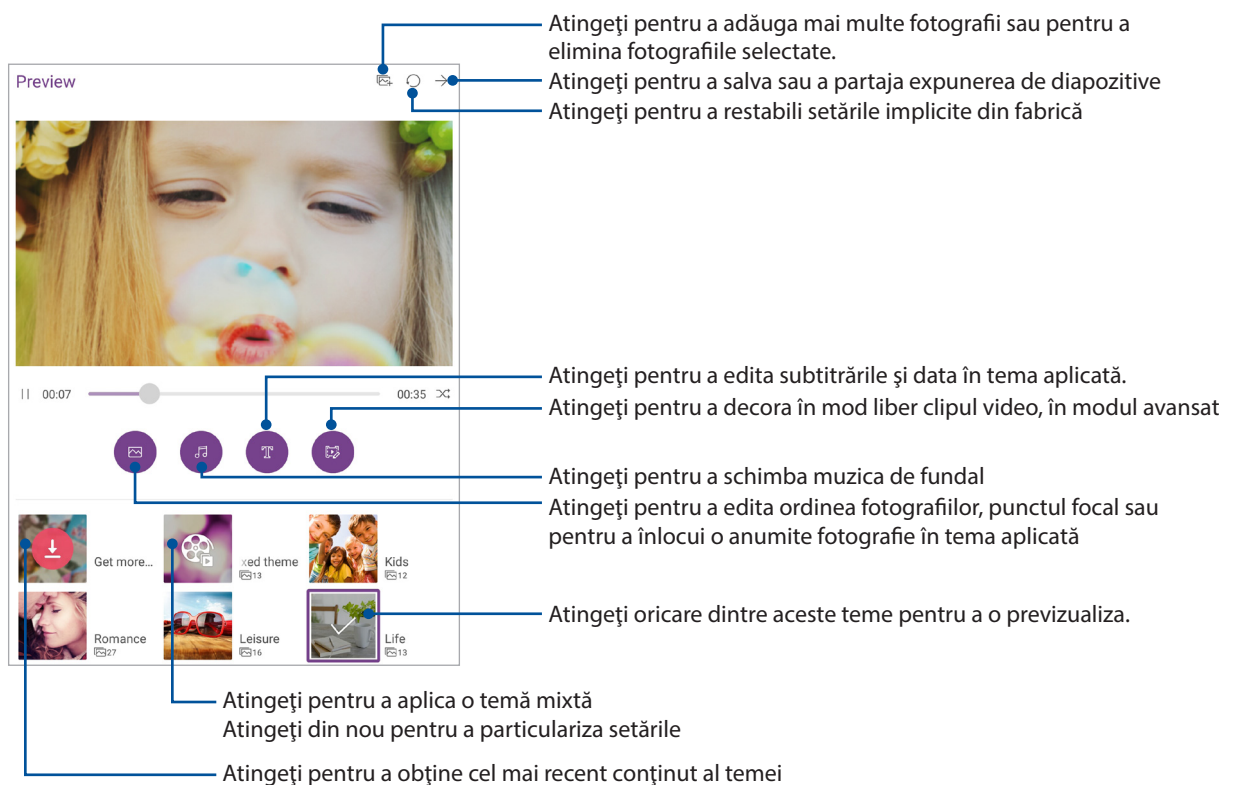 Atingeţi pentru a adăuga mai multe fotografii sau pentru a
elimina fotografiile selectate.
Atingeţi pentru a salva sau a partaja expunerea de diapozitive
Atingeţi pentru a restabili setările implicite din fabrică
Preview
00:07
00:35
Atingeţi pentru a edita subtitrările şi data în tema aplicată.
Atingeţi pentru a decora în mod liber clipul video, în modul avansat
Atingeţi pentru a schimba muzica de fundal
Atingeţi pentru a edita ordinea fotografiilor, punctul focal sau
pentru a înlocui o anumite fotografie în tema aplicată
Get more...
xed theme
13
Kids
12
Romance
27
Leisure
16
Life
13
Atingeţi oricare dintre aceste teme pentru a o previzualiza.
Atingeţi pentru a aplica o temă mixtă
Atingeţi din nou pentru a particulariza setările
Atingeţi pentru a obţine cel mai recent conţinut al temei